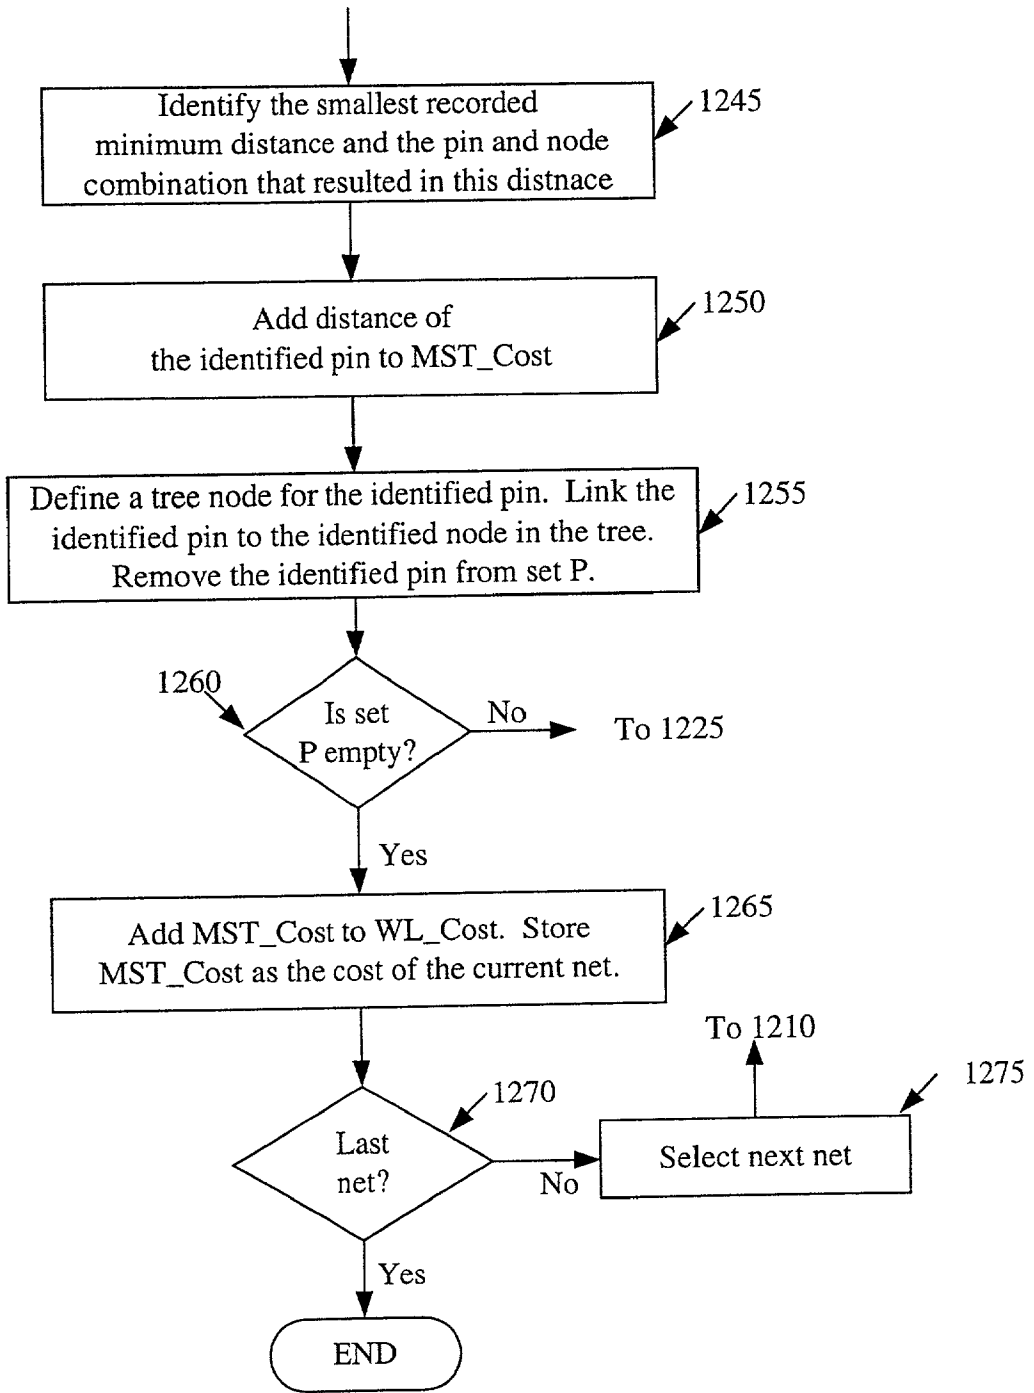 Identify the smallest recorded
minimum distance and the pin and node
combination that resulted in this distnace
1245
Add distance of
the identified pin to MST_Cost
1250
Define a tree node for the identified pin. Link the
identified pin to the identified node in the tree.
Remove the identified pin from set P.
1255
1260
Is set
P empty?
No
To 1225
Yes
Add MST_Cost to WL_Cost. Store
MST_Cost as the cost of the current net.
1265
To 1210
1270
1275
Last
net?
No
Select next net
Yes
END